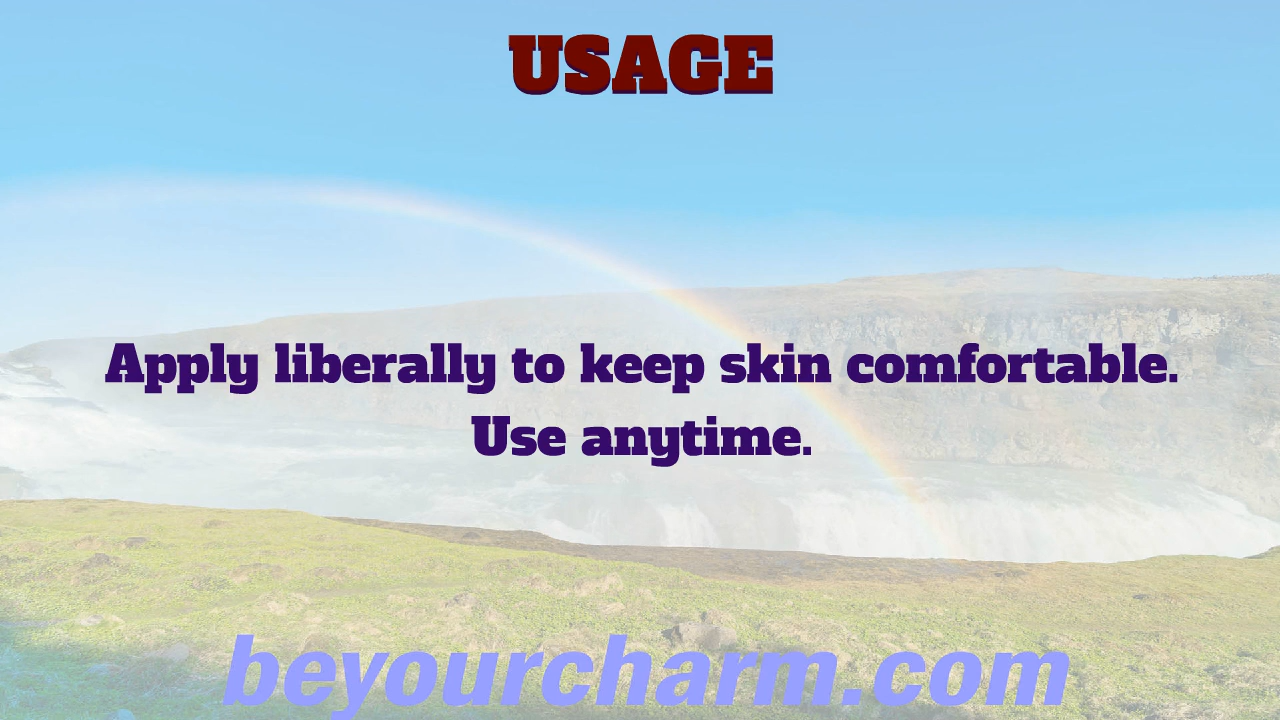 USAGE
Apply liberally to keep skin comfortable.
Use anytime.
beyourcharm.com